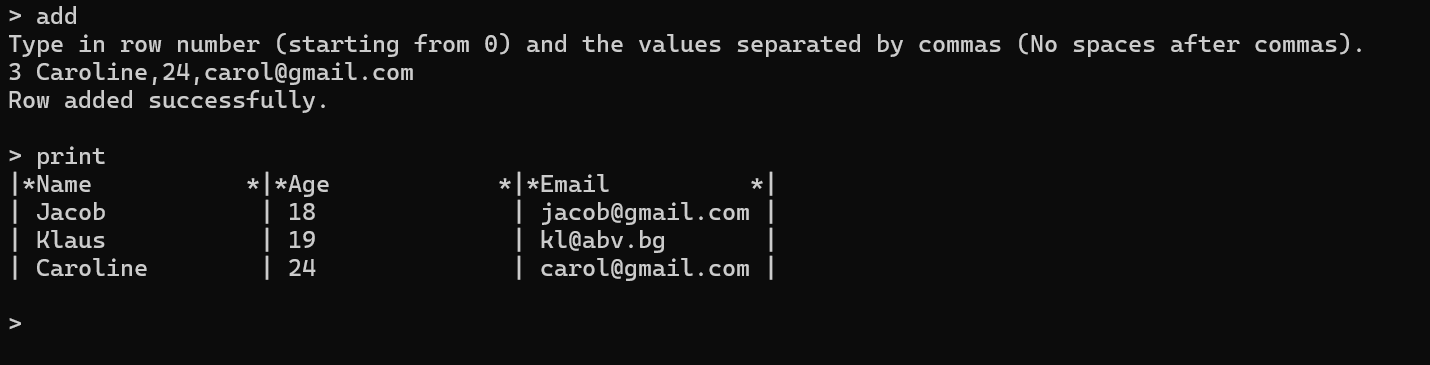 > add
Type in row number (starting from 0) and the values separated by commas (No spaces after commas).
3 Caroline,24,carol@gmail.com
Row added successfully.

> print
|*Name           *|*Age            *|*Email          *|
| Jacob           | 18              | jacob@gmail.com |
| Klaus           | 19              | kl@abv.bg       |
| Caroline        | 24              | carol@gmail.com |

>